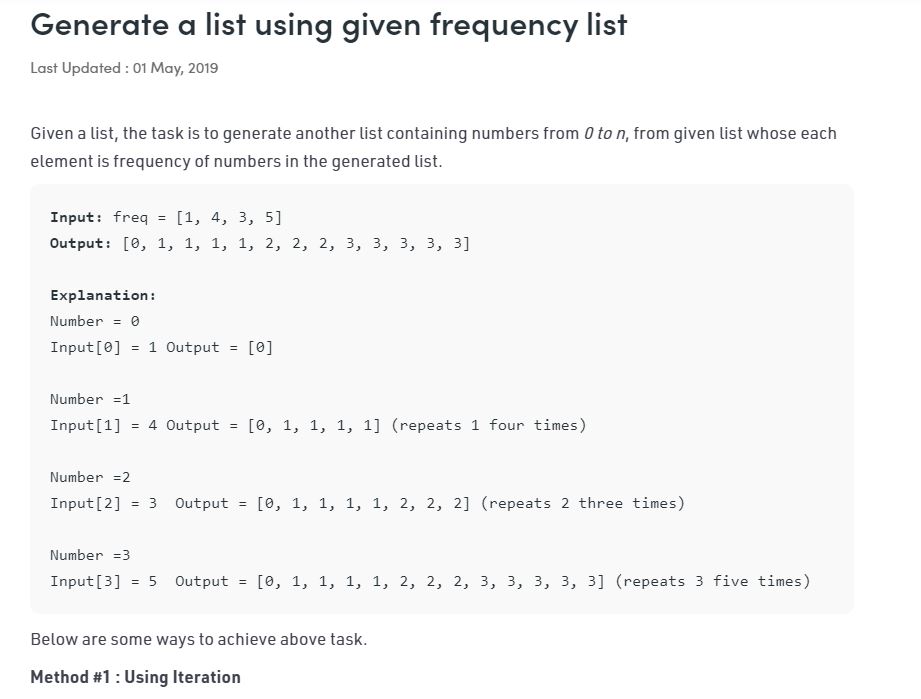 Generate a list using given frequency list
Last Updated : 01 May, 2019
Given a list, the task is to generate another list containing numbers from 0 to n, from given list whose each
element is frequency of numbers in the generated list.
Input: freq = [1, 4, 3, 5]
Output: [0, 1, 1, 1, 1, 2, 2, 2, 3, 3, 3, 3, 3]
Explanation:
Number = 0
Input[0] = 1 Output = [0]
Number =1
Input[1] = 4 Output = [0, 1, 1, 1, 1] (repeats 1 four times)
Number =2
Input[2] = 3  Output = [0, 1, 1, 1, 1, 2, 2, 2] (repeats 2 three times)
Number =3
Input[3] = 5  Output = [0, 1, 1, 1, 1, 2, 2, 2, 3, 3, 3, 3, 3] (repeats 3 five times)
Below are some ways to achieve above task.
Method #1 : Using Iteration